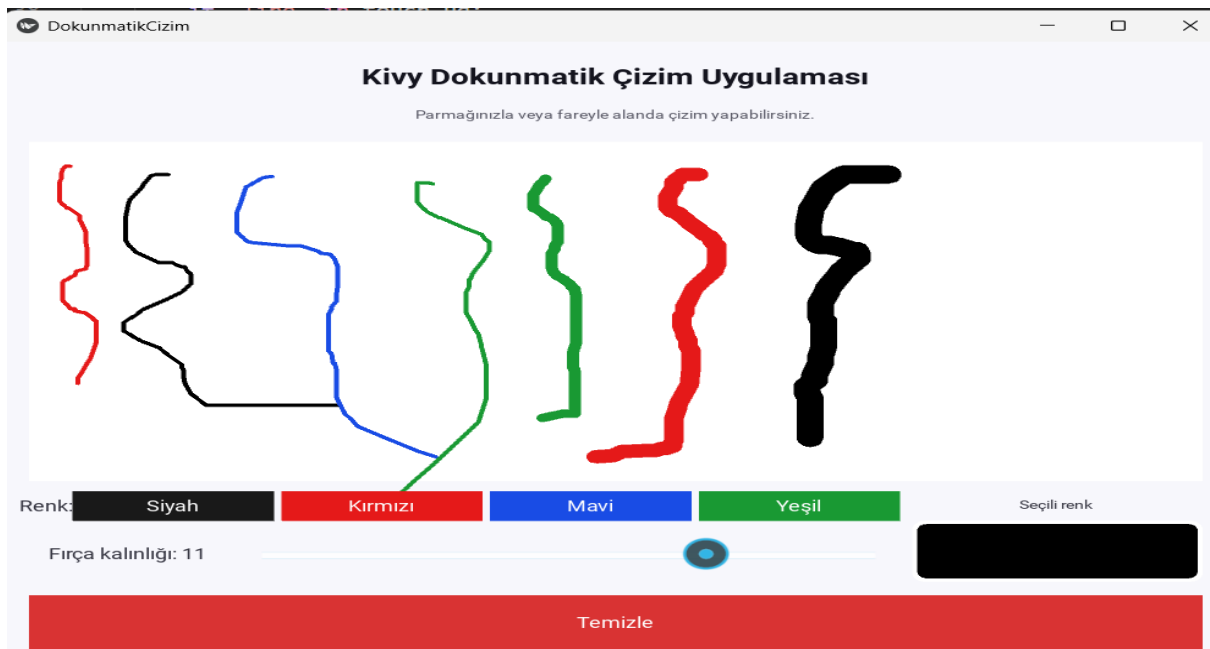 DokunmatikCizim
Kivy Dokunmatik Çizim Uygulaması
Parmağınızla veya fareyle alanda çizim yapabilirsiniz.
Renk: Siyah Kırmızı Mavi Yeşil Seçili renk
Fırça kalınlığı: 11
Temizle